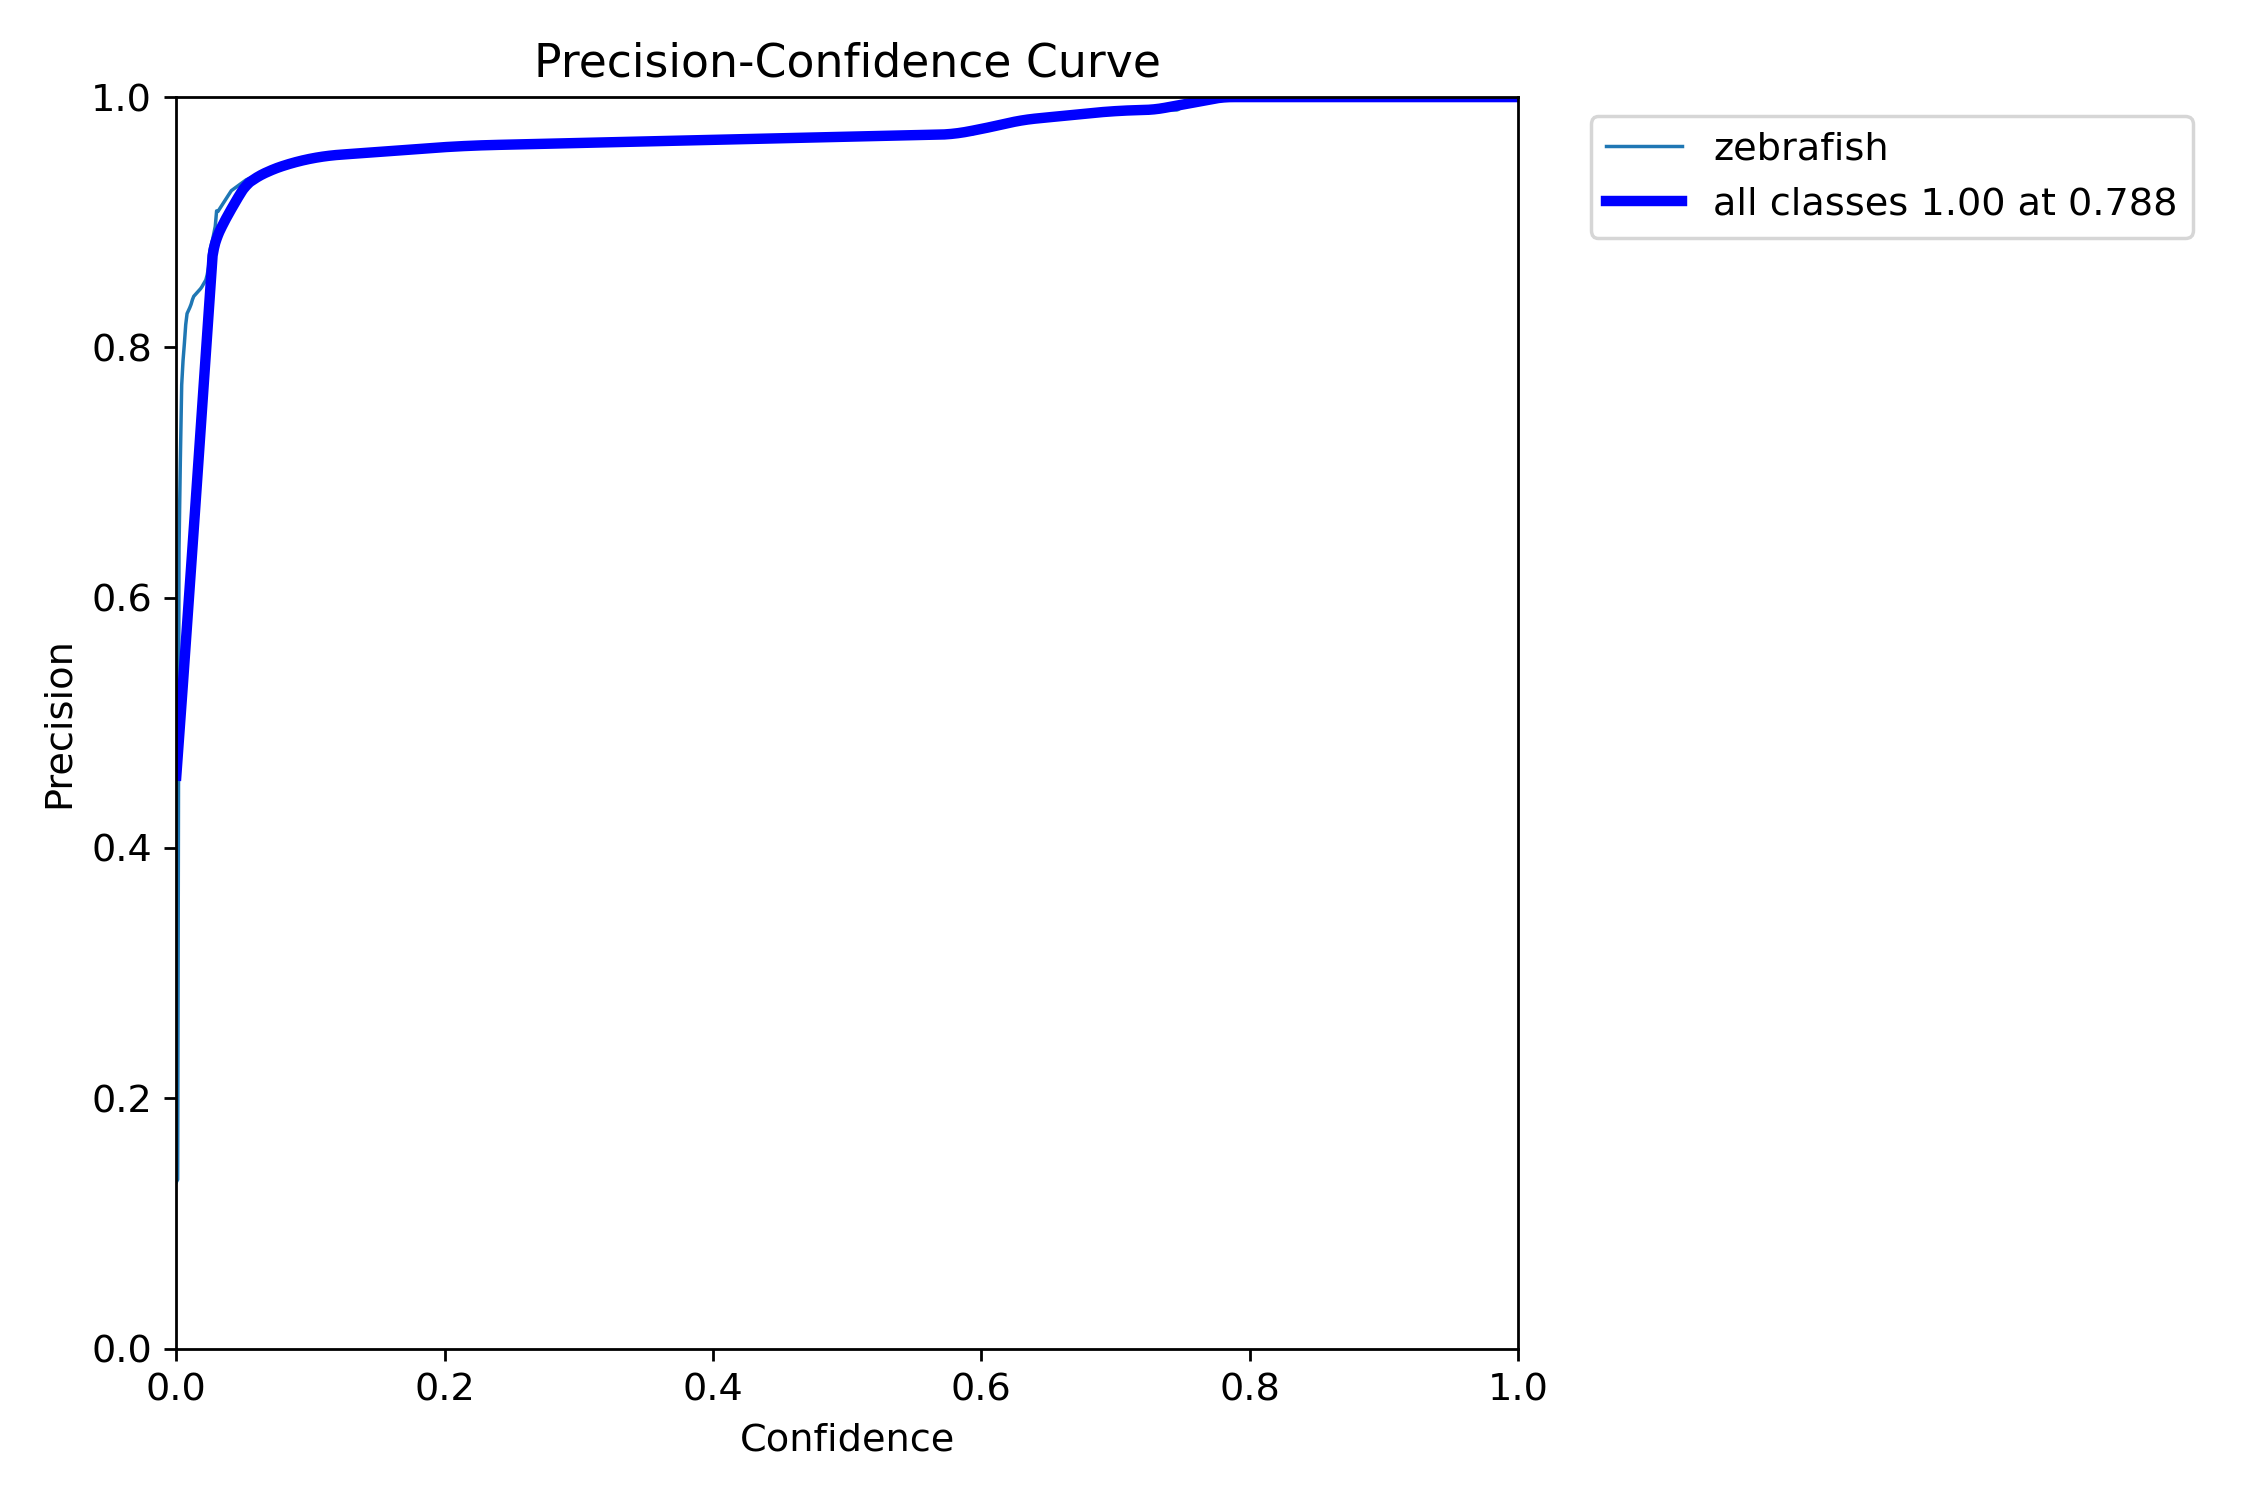 Precision-Confidence Curve
1.0
0.8
0.6
0.4
0.2
0.0
Precision
0.0 0.2 0.4 0.6 0.8 1.0
Confidence
zebrafish
all classes 1.00 at 0.788